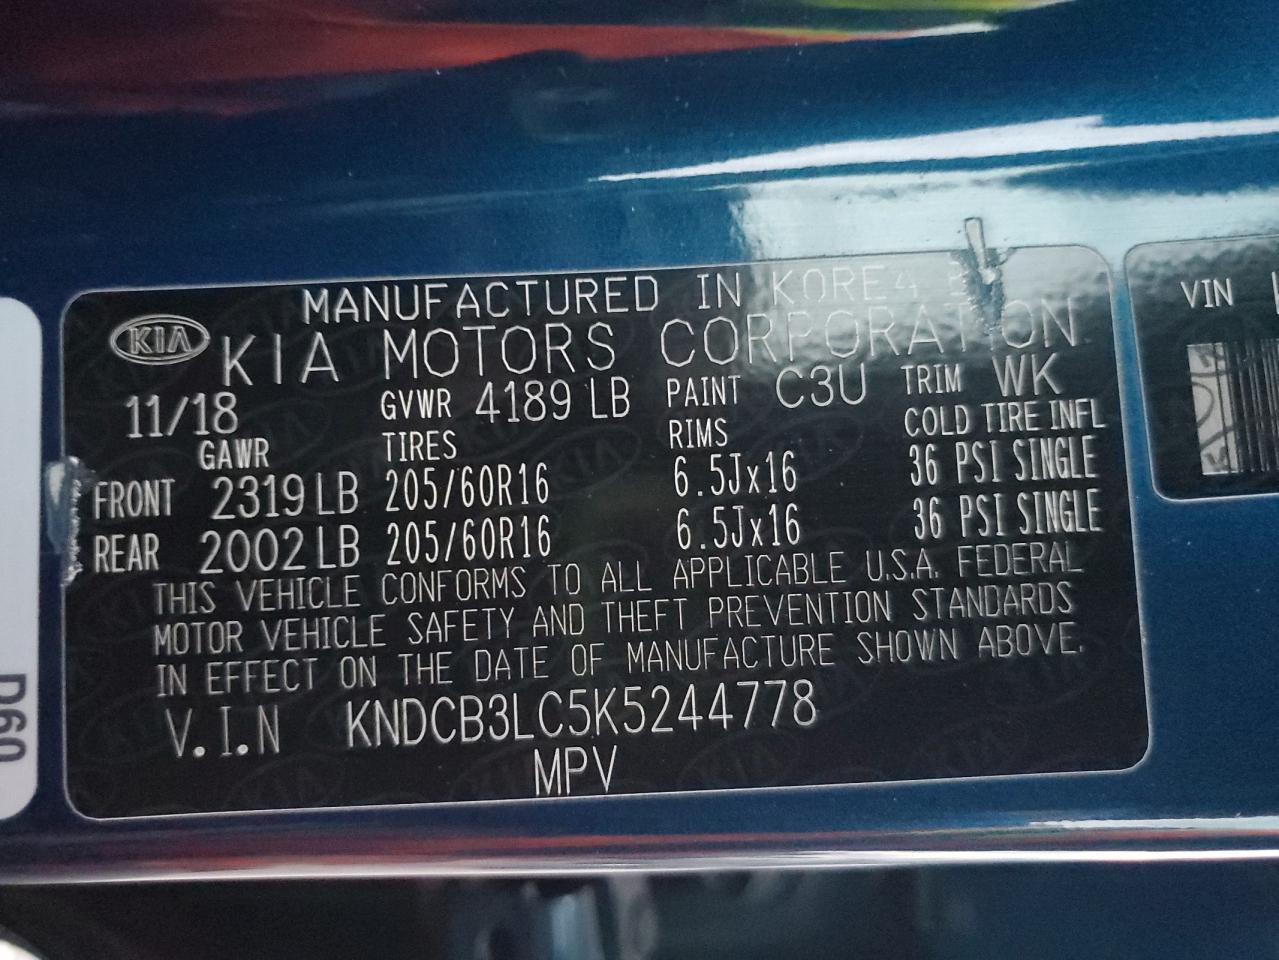 MANUFACTURED IN KOREA
KIA KIA MOTORS CORPORATION
11/18 GVWR 4189 LB PAINT C3U TRIM WK
GAWR TIRES RIMS COLD TIRE INFL
FRONT 2319 LB 205/60R16 6.5Jx16 36 PSI SINGLE
REAR 2002 LB 205/60R16 6.5Jx16 36 PSI SINGLE
THIS VEHICLE CONFORMS TO ALL APPLICABLE U.S.A. FEDERAL
MOTOR VEHICLE SAFETY AND THEFT PREVENTION STANDARDS
IN EFFECT ON THE DATE OF MANUFACTURE SHOWN ABOVE.
V.I.N KNDCB3LC5K5244778
MPV
VIN
D60